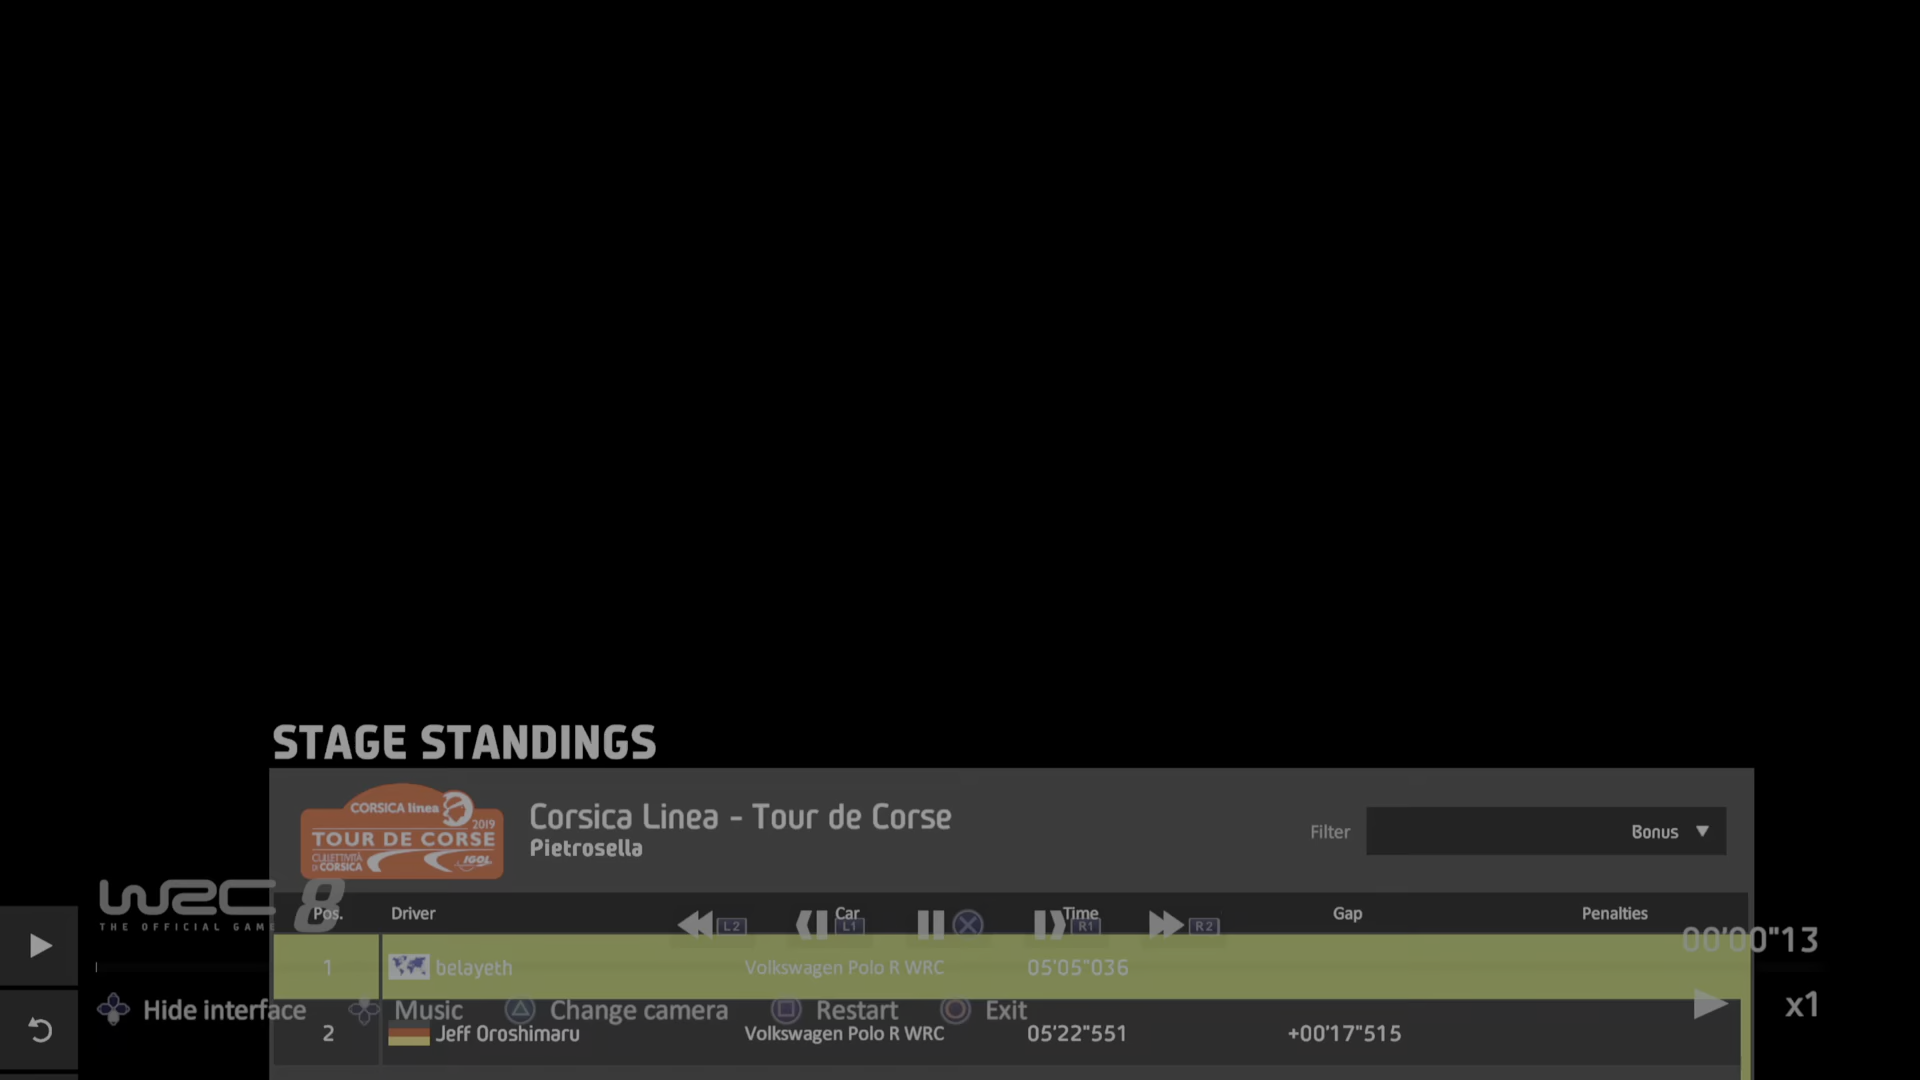 STAGE STANDINGS
CORSICA linea
2019
TOUR DE CORSE
CULLETTIVITÀ
DI CORSICA
IGOL
Corsica Linea - Tour de Corse
Pietrosella
Filter
Bonus
WRC 8
THE OFFICIAL GAME
Pos. Driver Car Time Gap Penalties
L2 L1 R1 R2
00'00"13
1 belayeth Volkswagen Polo R WRC 05'05"036
Hide interface Music Change camera Restart Exit
x1
2 Jeff Oroshimaru Volkswagen Polo R WRC 05'22"551 +00'17"515